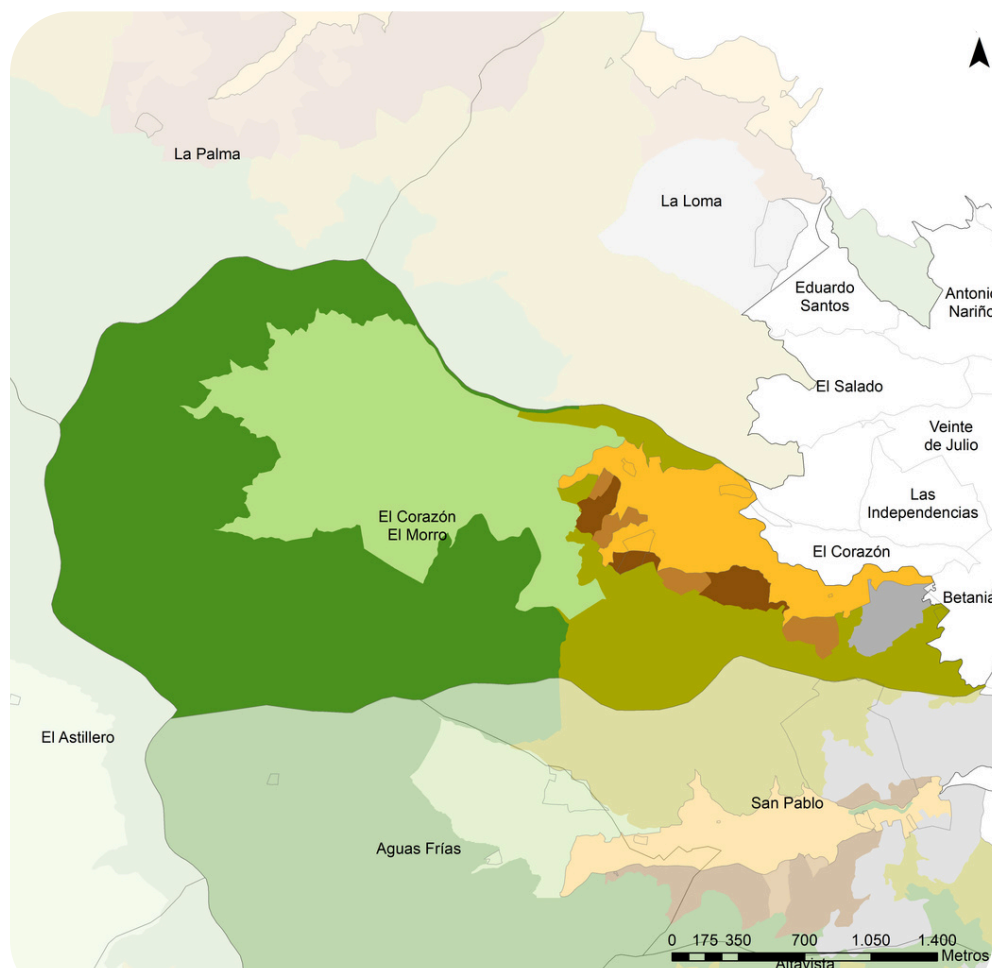 La Palma
La Loma
Eduardo
Santos
Antonio
Nariño
El Salado
Veinte
de Julio
Las
Independencias
El Corazón
El Morro
El Corazón
Betania
El Astillero
San Pablo
Aguas Frías
0 175 350 700 1.050 1.400
Metros
Altavista